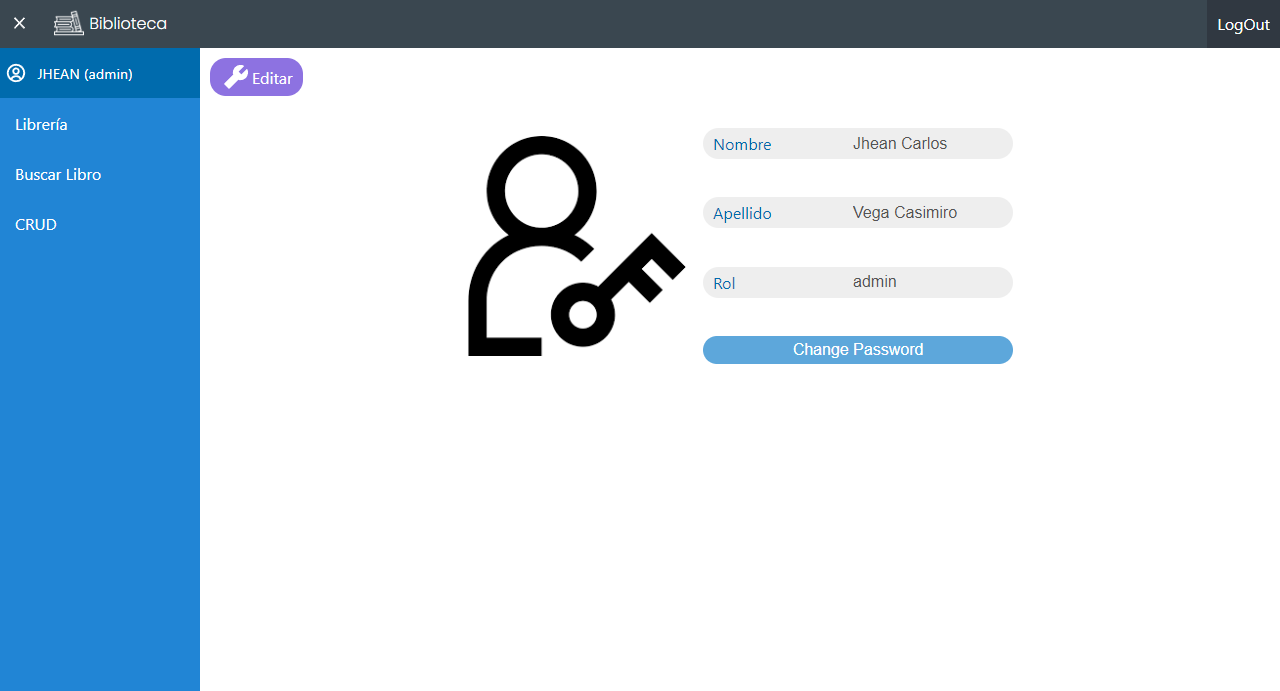 Biblioteca
LogOut
JHEAN (admin)
Librería
Buscar Libro
CRUD
Editar
Nombre Jhean Carlos
Apellido Vega Casimiro
Rol admin
Change Password